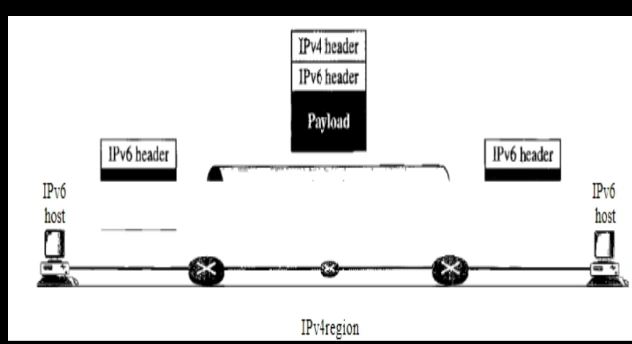 IPv4 header
IPv6 header
Payload
IPv6 header
IPv6 header
IPv6
host
IPv6
host
IPv4region